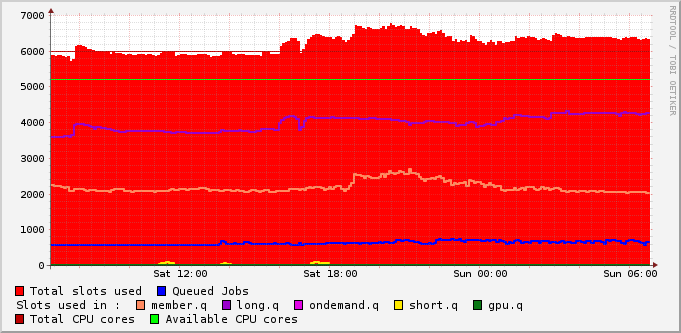 7000
6000
5000
4000
3000
2000
1000
0
Sat 12:00 Sat 18:00 Sun 00:00 Sun 06:00
RRDTOOL / TOBI OETIKER
Total slots used Queued Jobs
Slots used in : member.q long.q ondemand.q short.q gpu.q
Total CPU cores Available CPU cores